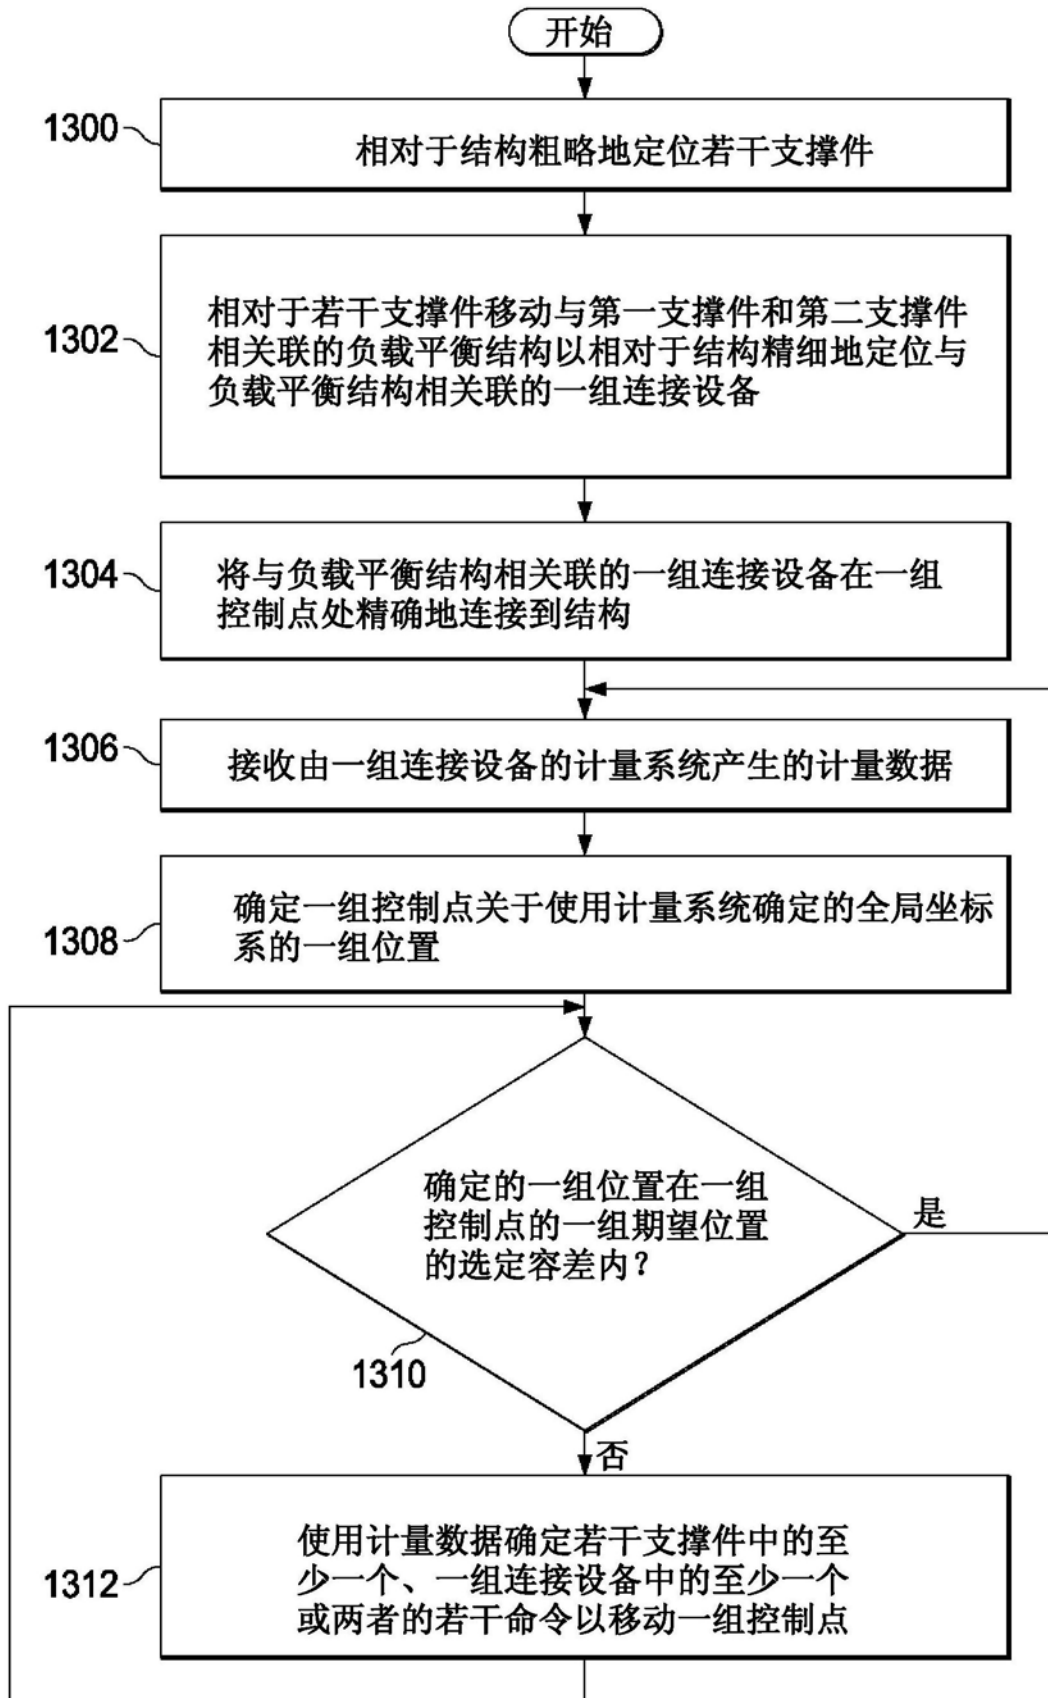 开始
1300
相对于结构粗略地定位若干支撑件
1302
相对于若干支撑件移动与第一支撑件和第二支撑件
相关联的负载平衡结构以相对于结构精细地定位与
负载平衡结构相关联的一组连接设备
1304
将与负载平衡结构相关联的一组连接设备在一组
控制点处精确地连接到结构
1306
接收由一组连接设备的计量系统产生的计量数据
1308
确定一组控制点关于使用计量系统确定的全局坐标
系的一组位置
确定的一组位置在一组
控制点的一组期望位置
的选定容差内？
是
1310
否
1312
使用计量数据确定若干支撑件中的至
少一个、一组连接设备中的至少一个
或两者的若干命令以移动一组控制点